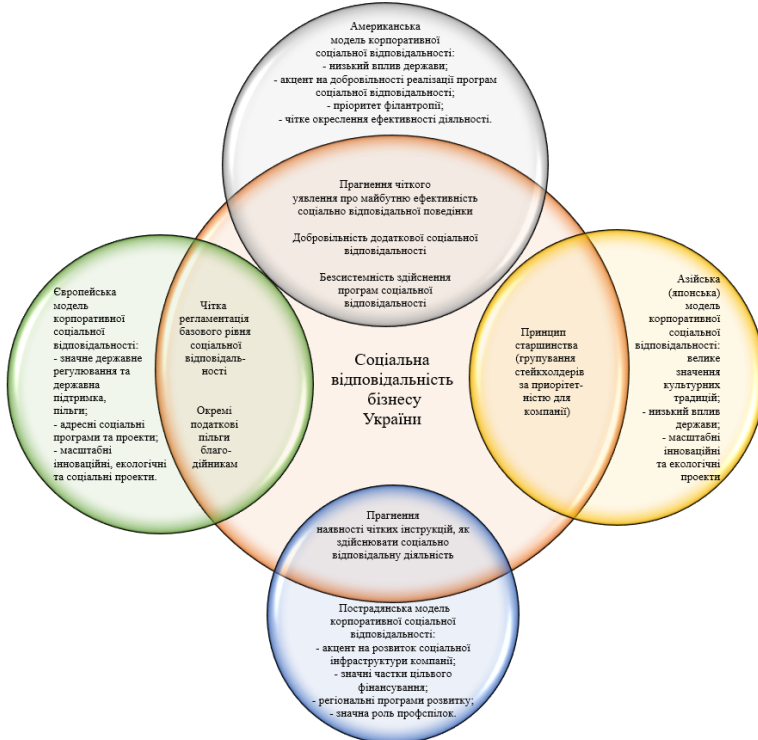 Американська
модель корпоративної
соціальної відповідальності:
- низький вплив держави;
- акцент на добровільності реалізації програм
соціальної відповідальності;
- пріоритет філантропії;
- чітке окреслення ефективності діяльності.
Прагнення чіткого
уявлення про майбутню ефективність
соціально відповідальної поведінки
Добровільність додаткової соціальної
відповідальності
Безсистемність здійснення
програм соціальної
відповідальності
Європейська
модель
корпоративної
соціальної
відповідальності:
- значне державне
регулювання та
державна
підтримка,
пільги;
- адресні соціальні
програми та проекти;
- масштабні
інноваційні, екологічні
та соціальні проекти.
Чітка
регламентація
базового рівня
соціальної
відповідаль-
ності
Окремі
податкові
пільги
благо-
дійникам
Соціальна
відповідальність
бізнесу
України
Принцип
старшинства
(групування
стейкхолдерів
за приорітет-
ністю для
компанії)
Азійська
(японська)
модель
корпоративної
соціальної
відповідальності:
велике
значення
культурних
традицій;
- низький вплив
держави;
- масштабні
інноваційні
та екологічні
проекти
Прагнення
наявності чітких інструкцій, як
здійснювати соціально
відповідальну діяльність
Пострадянська модель
корпоративної соціальної
відповідальності:
- акцент на розвиток соціальної
інфраструктури компанії;
- значні частки цільвого
фінансування;
- регіональні програми розвитку;
- значна роль профспілок.